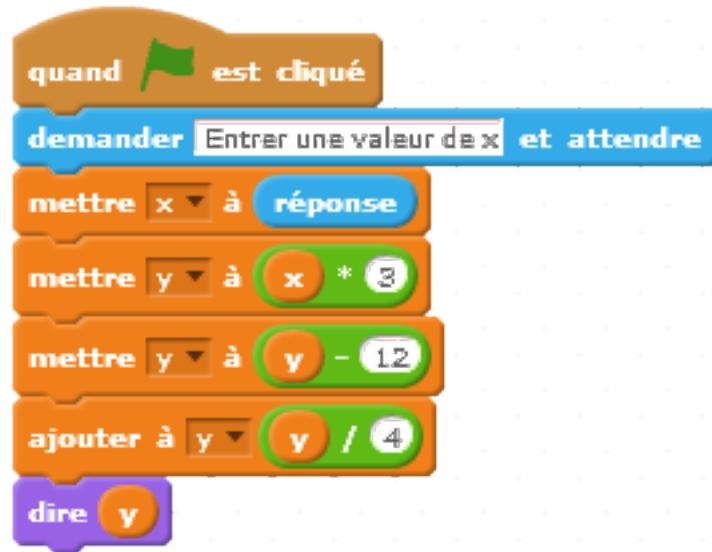 quand est cliqué
demander Entrer une valeur de x et attendre
mettre x à réponse
mettre y à x * 3
mettre y à y - 12
ajouter à y y / 4
dire y